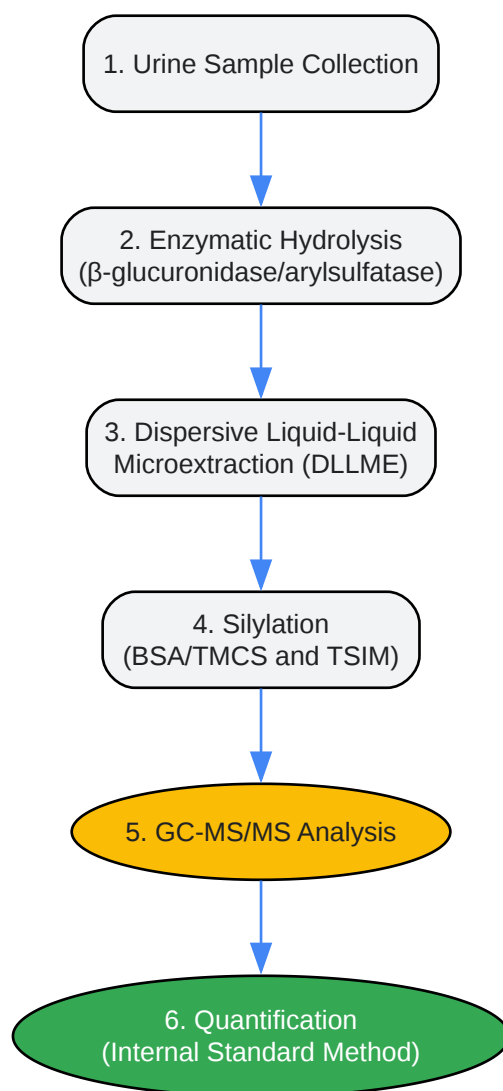 1. Urine Sample Collection
2. Enzymatic Hydrolysis
(β-glucuronidase/arylsulfatase)
3. Dispersive Liquid-Liquid
Microextraction (DLLME)
4. Silylation
(BSA/TMCS and TSIM)
5. GC-MS/MS Analysis
6. Quantification
(Internal Standard Method)